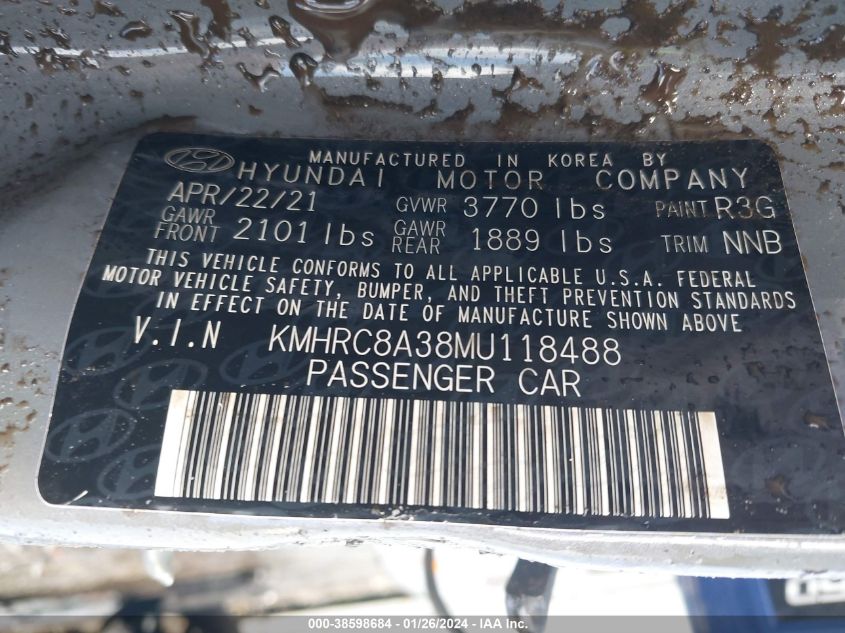 MANUFACTURED IN KOREA BY
HYUNDAI MOTOR COMPANY
APR/22/21 GVWR 3770 lbs PAINT R3G
GAWR FRONT 2101 lbs GAWR REAR 1889 lbs TRIM NNB
THIS VEHICLE CONFORMS TO ALL APPLICABLE U.S.A. FEDERAL
MOTOR VEHICLE SAFETY, BUMPER, AND THEFT PREVENTION STANDARDS
IN EFFECT ON THE DATE OF MANUFACTURE SHOWN ABOVE
V.I.N KMHRC8A38MU118488
PASSENGER CAR
000-38598684 - 01/26/2024 - IAA Inc.